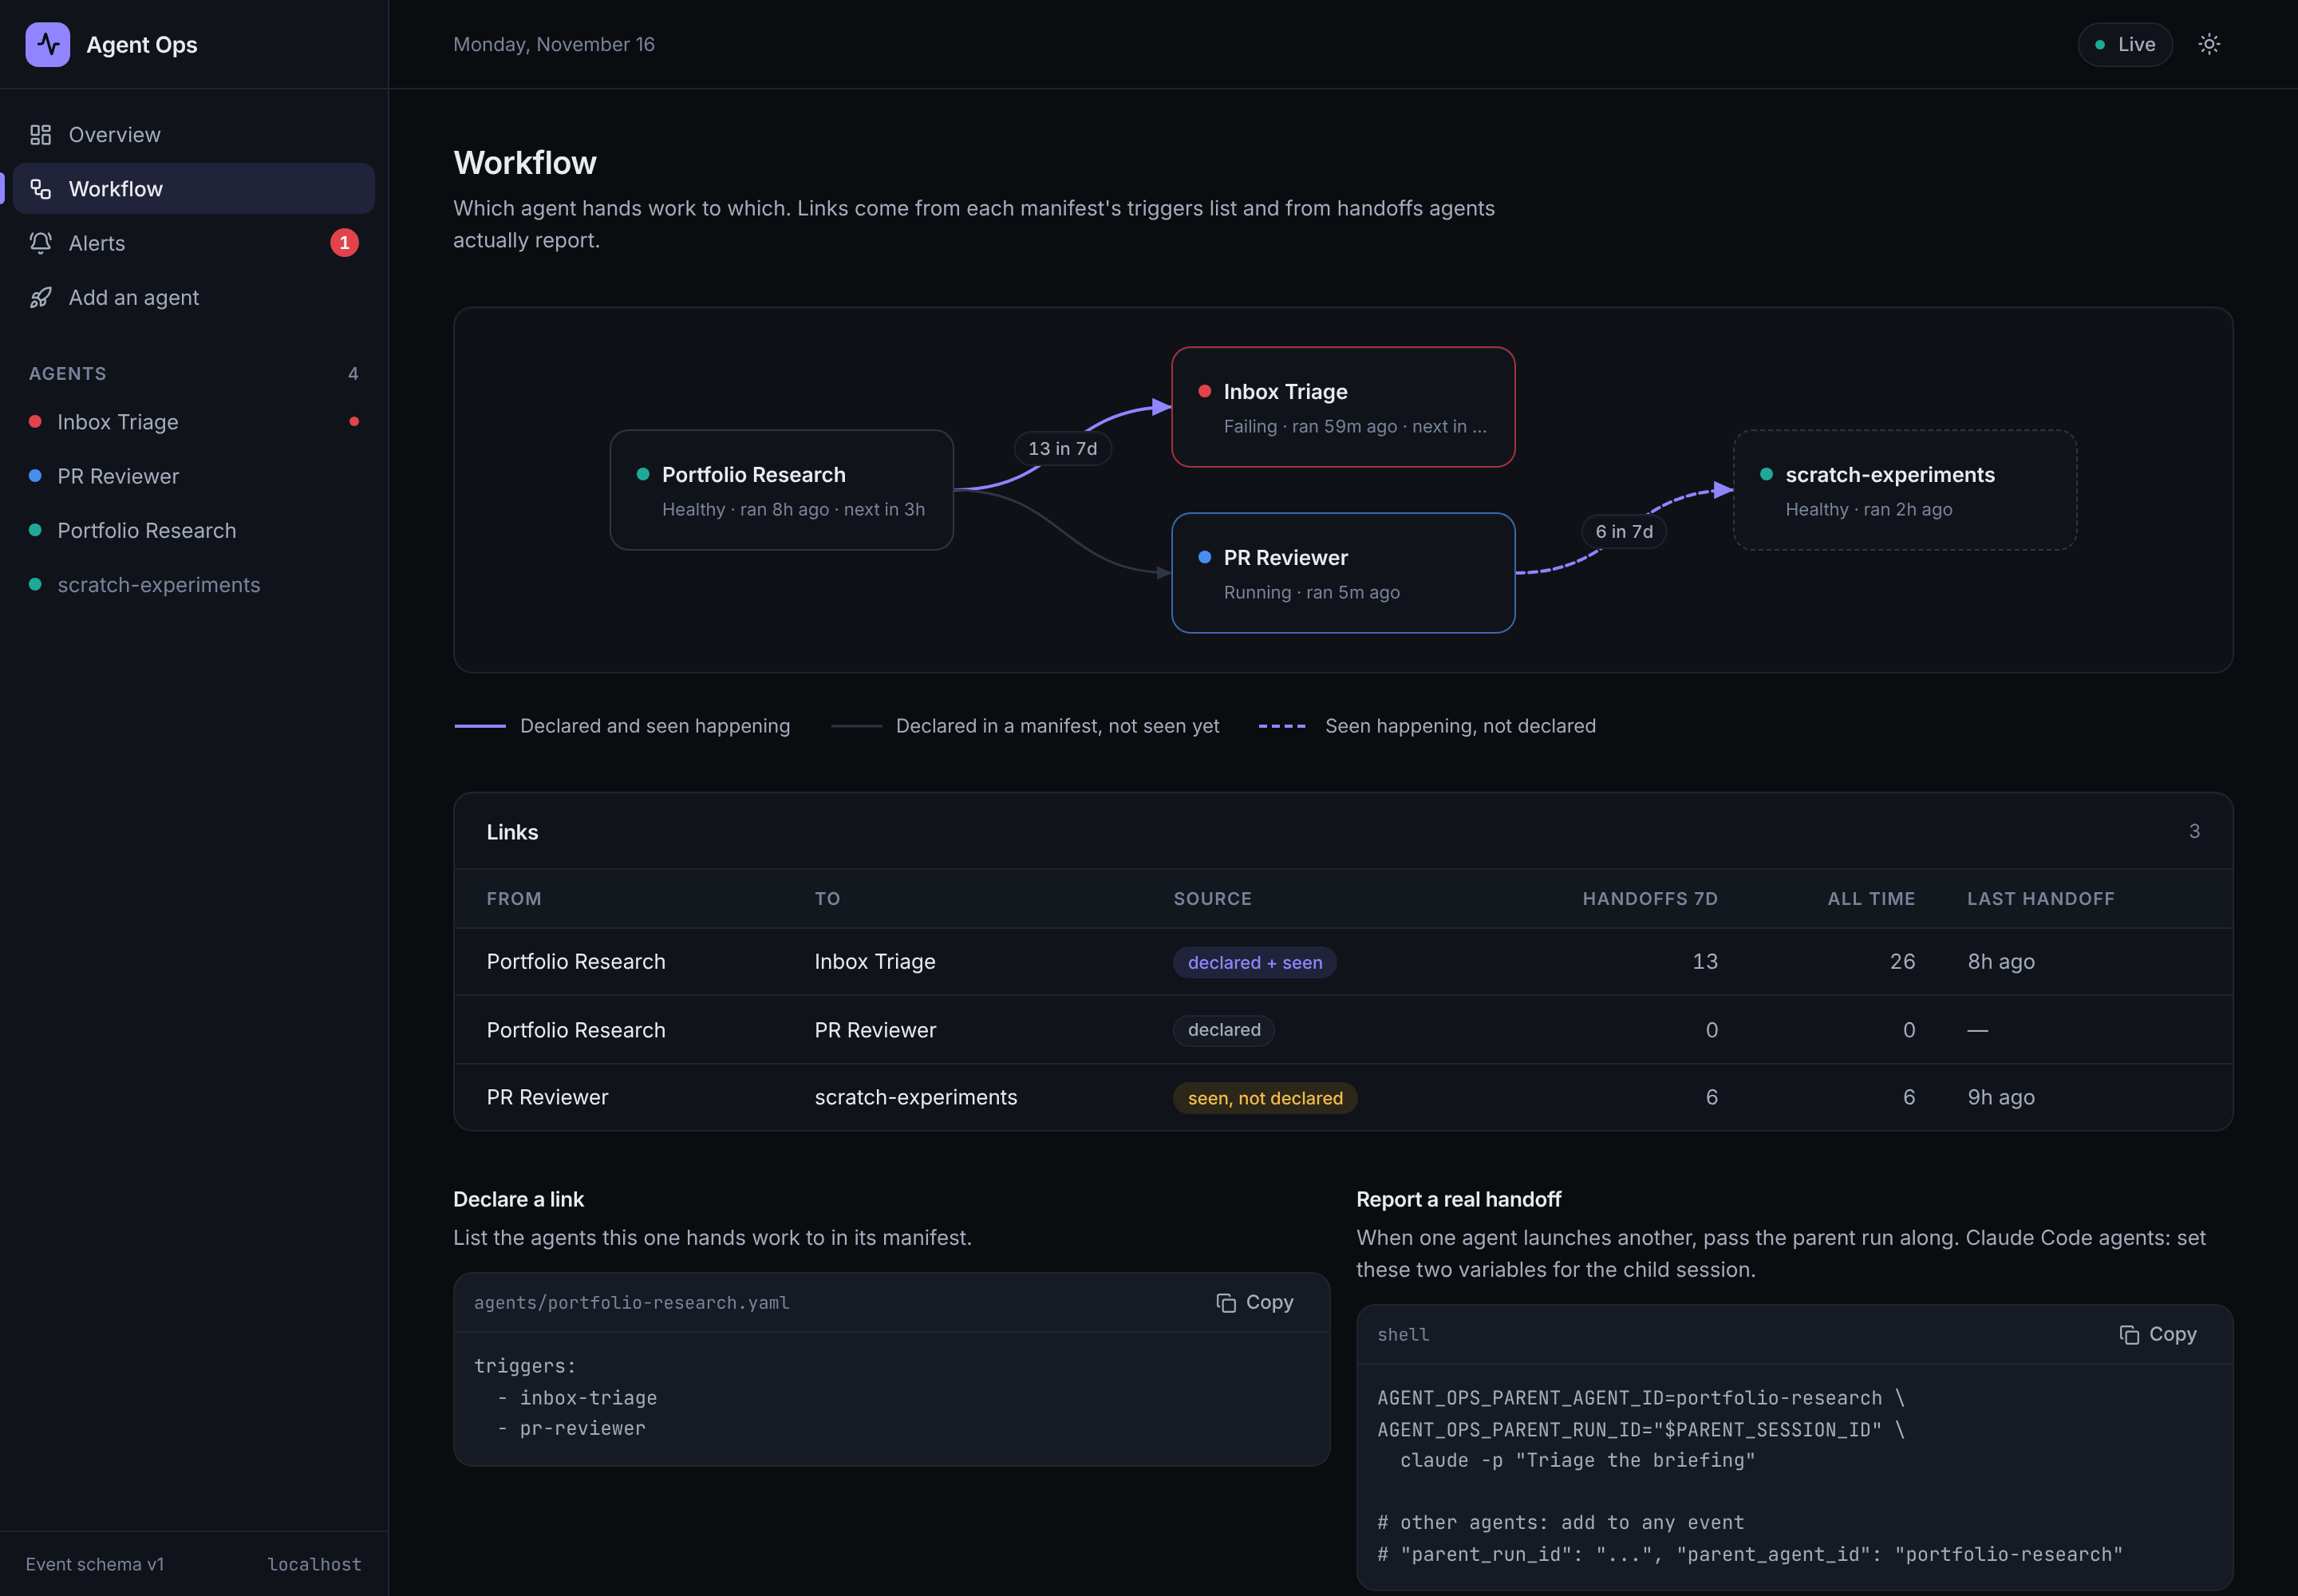 Agent Ops
Monday, November 16
Live
Overview
Workflow
Alerts
1
Add an agent
AGENTS 4
Inbox Triage
PR Reviewer
Portfolio Research
scratch-experiments
Event schema v1 localhost
Workflow
Which agent hands work to which. Links come from each manifest's triggers list and from handoffs agents
actually report.
Portfolio Research
Healthy · ran 8h ago · next in 3h
13 in 7d
Inbox Triage
Failing · ran 59m ago · next in ...
PR Reviewer
Running · ran 5m ago
6 in 7d
scratch-experiments
Healthy · ran 2h ago
Declared and seen happening
Declared in a manifest, not seen yet
Seen happening, not declared
Links 3
FROM TO SOURCE HANDOFFS 7D ALL TIME LAST HANDOFF
Portfolio Research Inbox Triage declared + seen 13 26 8h ago
Portfolio Research PR Reviewer declared 0 0 —
PR Reviewer scratch-experiments seen, not declared 6 6 9h ago
Declare a link
List the agents this one hands work to in its manifest.
agents/portfolio-research.yaml Copy
triggers:
  - inbox-triage
  - pr-reviewer
Report a real handoff
When one agent launches another, pass the parent run along. Claude Code agents: set
these two variables for the child session.
shell Copy
AGENT_OPS_PARENT_AGENT_ID=portfolio-research \
AGENT_OPS_PARENT_RUN_ID="$PARENT_SESSION_ID" \
  claude -p "Triage the briefing"
# other agents: add to any event
# "parent_run_id": "...", "parent_agent_id": "portfolio-research"